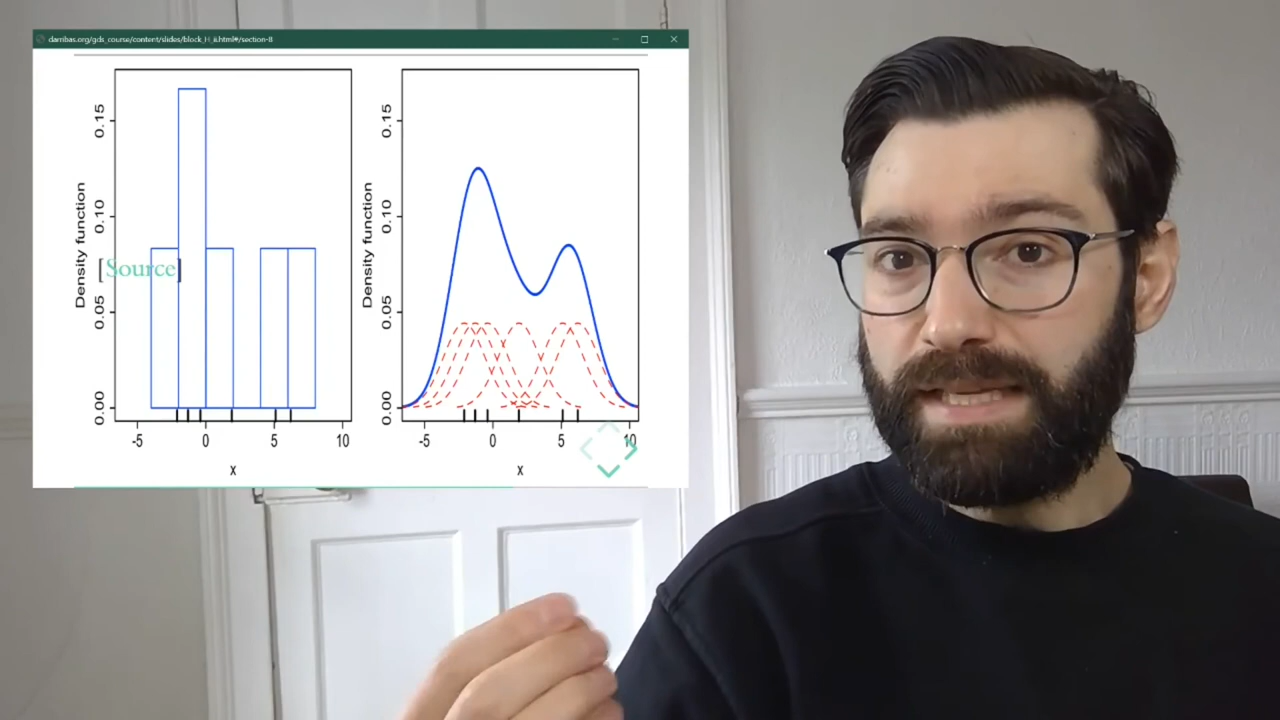 darribas.org/gds_course/content/slides/block_H_ii.html#/section-8
0.15
0.10
0.05
0.00
Density function
[Source]
-5 0 5 10
x
0.15
0.10
0.05
0.00
Density function
-5 0 5 10
x